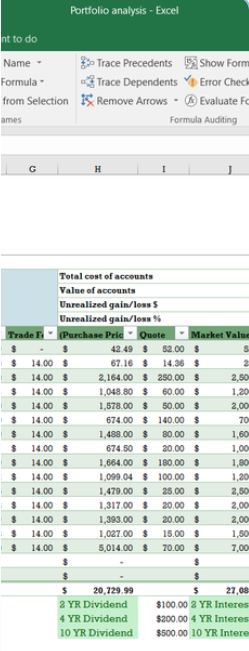 Portfolio analysis - Excel
nt to do
Name Trace Precedents Show Form
Formula Trace Dependents Error Check
from Selection Remove Arrows Evaluate Fo
ames Formula Auditing
G H I J
Total cost of accounts
Value of accounts
Unrealized gain/loss $
Unrealized gain/loss %
Trade F (Purchase Pric Quote Market Value
$ - $ 42.49 $ 52.00 $ 5
$ 14.00 $ 67.16 $ 14.36 $ 2
$ 14.00 $ 2,164.00 $ 250.00 $ 2,50
$ 14.00 $ 1,048.80 $ 60.00 $ 1,20
$ 14.00 $ 1,578.00 $ 50.00 $ 2,00
$ 14.00 $ 674.00 $ 140.00 $ 70
$ 14.00 $ 1,488.00 $ 80.00 $ 1,60
$ 14.00 $ 674.50 $ 20.00 $ 1,00
$ 14.00 $ 1,664.00 $ 180.00 $ 1,80
$ 14.00 $ 1,099.04 $ 100.00 $ 1,20
$ 14.00 $ 1,479.00 $ 25.00 $ 2,50
$ 14.00 $ 1,317.00 $ 20.00 $ 2,00
$ 14.00 $ 1,393.00 $ 20.00 $ 2,00
$ 14.00 $ 1,027.00 $ 15.00 $ 1,50
$ 14.00 $ 5,014.00 $ 70.00 $ 7,00
$ - $
$ - $
$ 20,729.99 $ 27,08
2 YR Dividend $100.00 2 YR Interes
4 YR Dividend $200.00 4 YR Interes
10 YR Dividend $500.00 10 YR Interes